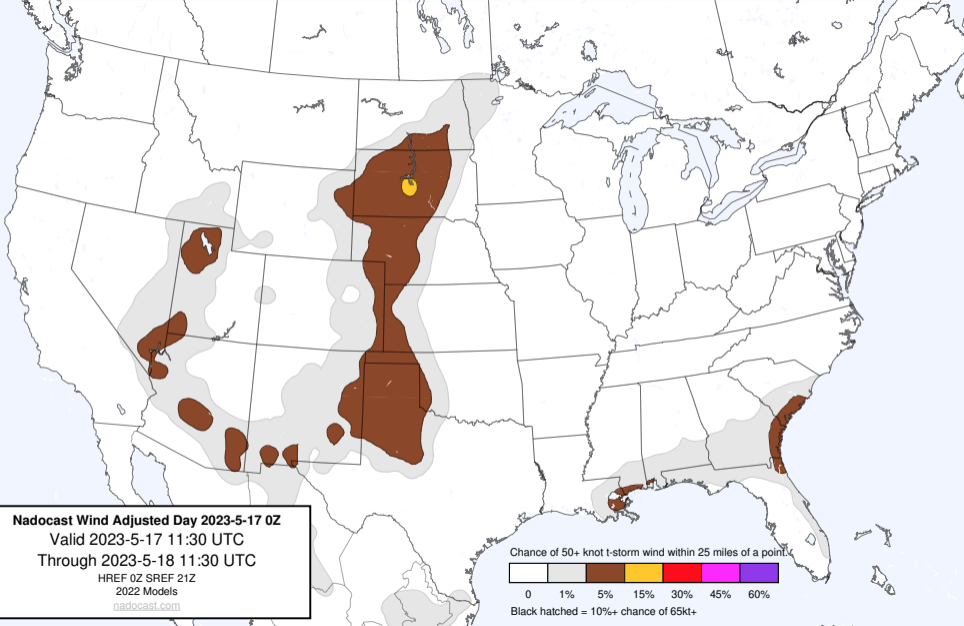 Nadocast Wind Adjusted Day 2023-5-17 0Z
Valid 2023-5-17 11:30 UTC
Through 2023-5-18 11:30 UTC
HREF 0Z SREF 21Z
2022 Models
nadocast.com
Chance of 50+ knot t-storm wind within 25 miles of a point.
0 1% 5% 15% 30% 45% 60%
Black hatched = 10%+ chance of 65kt+